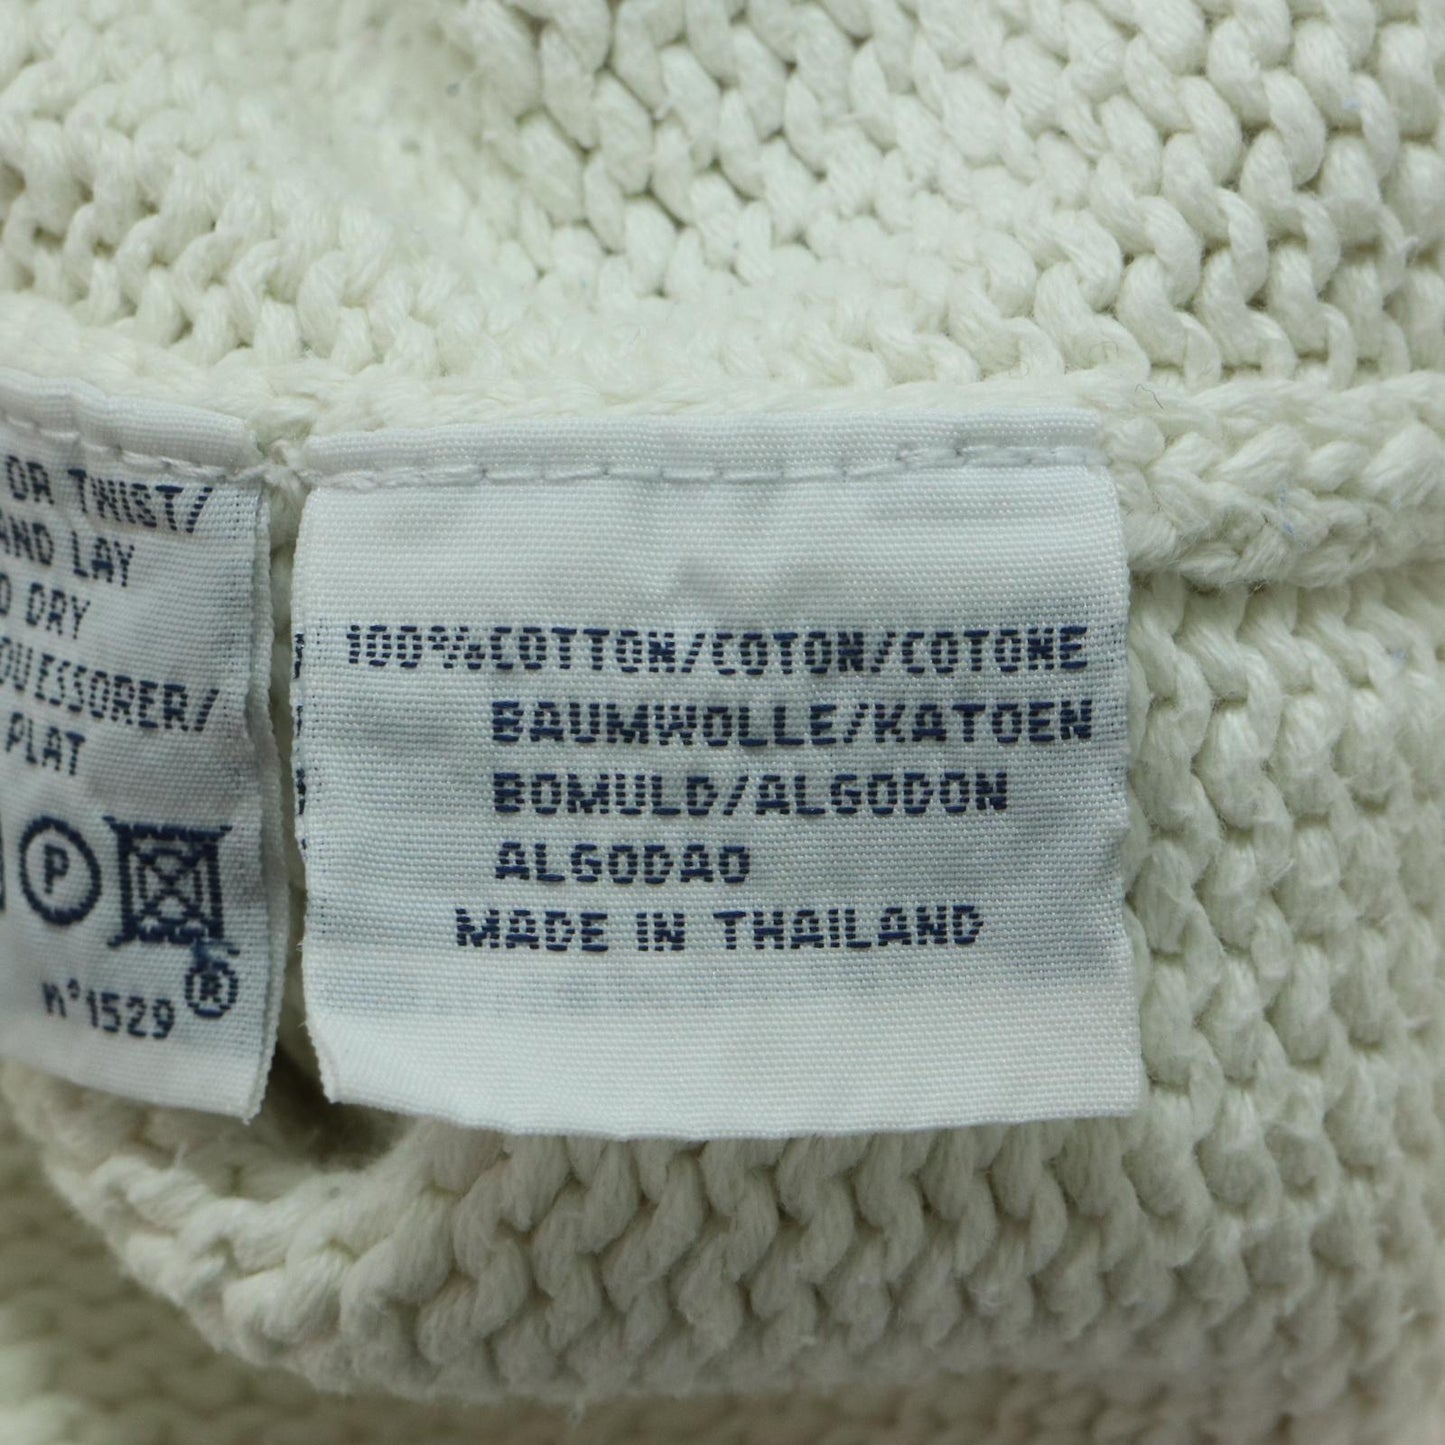 OR TWIST/
AND LAY
DRY
ESSORER/
PLAT
P
®
n°1529
100% COTTON/COTON/COTONE
BAUMWOLLE/KATOEN
BOMULD/ALGODON
ALGODAO
MADE IN THAILAND